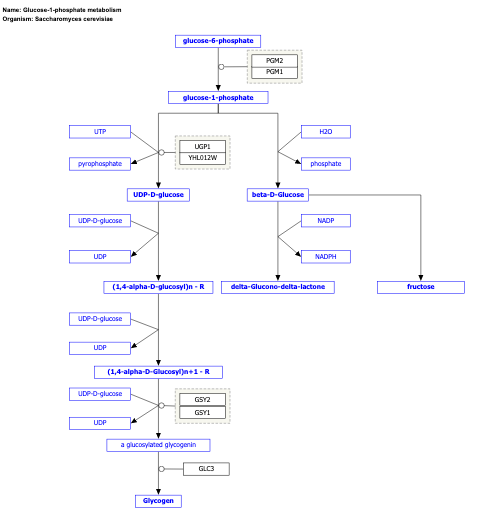 Name: Glucose-1-phosphate metabolism
Organism: Saccharomyces cerevisiae
glucose-6-phosphate
PGM2
PGM1
glucose-1-phosphate
UTP
H2O
UGP1
YHL012W
pyrophosphate
phosphate
UDP-D-glucose
beta-D-Glucose
UDP-D-glucose
NADP
UDP
NADPH
(1,4-alpha-D-glucosyl)n - R
delta-Glucono-delta-lactone
fructose
UDP-D-glucose
UDP
(1,4-alpha-D-Glucosyl)n+1 - R
UDP-D-glucose
GSY2
GSY1
UDP
a glucosylated glycogenin
GLC3
Glycogen